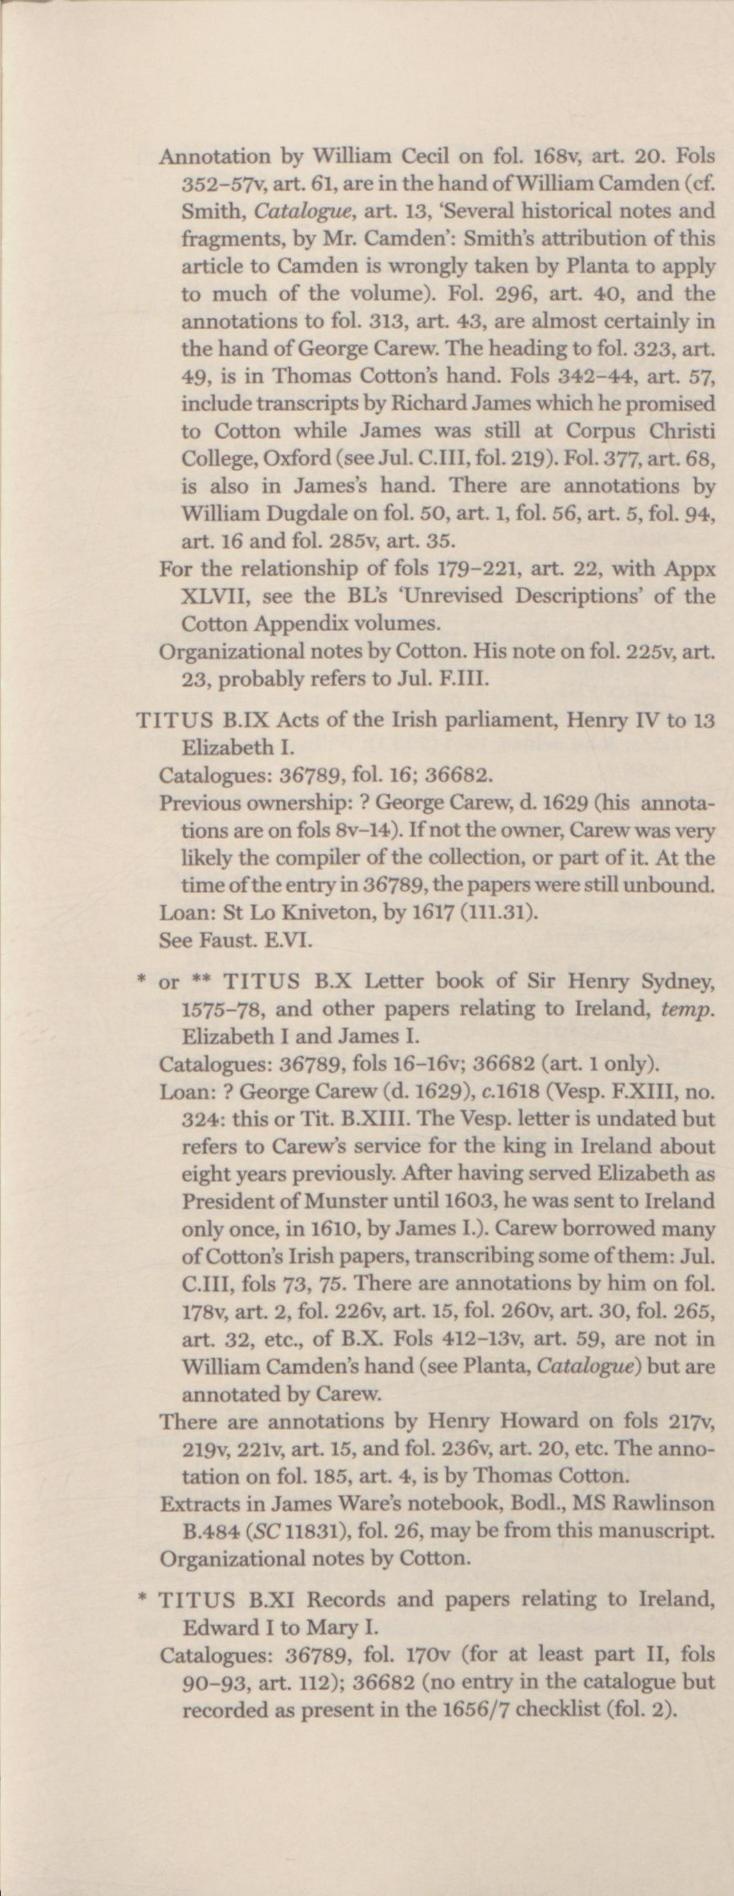 Annotation by William Cecil on fol. 168v, art. 20. Fols
352–57v, art. 61, are in the hand of William Camden (cf.
Smith, Catalogue, art. 13, ‘Several historical notes and
fragments, by Mr. Camden’: Smith’s attribution of this
article to Camden is wrongly taken by Planta to apply
to much of the volume). Fol. 296, art. 40, and the
annotations to fol. 313, art. 43, are almost certainly in
the hand of George Carew. The heading to fol. 323, art.
49, is in Thomas Cotton’s hand. Fols 342–44, art. 57,
include transcripts by Richard James which he promised
to Cotton while James was still at Corpus Christi
College, Oxford (see Jul. C.III, fol. 219). Fol. 377, art. 68,
is also in James’s hand. There are annotations by
William Dugdale on fol. 50, art. 1, fol. 56, art. 5, fol. 94,
art. 16 and fol. 285v, art. 35.
For the relationship of fols 179–221, art. 22, with Appx
XLVII, see the BL’s ‘Unrevised Descriptions’ of the
Cotton Appendix volumes.
Organizational notes by Cotton. His note on fol. 225v, art.
23, probably refers to Jul. F.III.
TITUS B.IX Acts of the Irish parliament, Henry IV to 13
Elizabeth I.
Catalogues: 36789, fol. 16; 36682.
Previous ownership: ? George Carew, d. 1629 (his annota-
tions are on fols 8v–14). If not the owner, Carew was very
likely the compiler of the collection, or part of it. At the
time of the entry in 36789, the papers were still unbound.
Loan: St Lo Kniveton, by 1617 (111.31).
See Faust. E.VI.
* or ** TITUS B.X Letter book of Sir Henry Sydney,
1575–78, and other papers relating to Ireland, temp.
Elizabeth I and James I.
Catalogues: 36789, fols 16–16v; 36682 (art. 1 only).
Loan: ? George Carew (d. 1629), c.1618 (Vesp. F.XIII, no.
324: this or Tit. B.XIII. The Vesp. letter is undated but
refers to Carew’s service for the king in Ireland about
eight years previously. After having served Elizabeth as
President of Munster until 1603, he was sent to Ireland
only once, in 1610, by James I.). Carew borrowed many
of Cotton’s Irish papers, transcribing some of them: Jul.
C.III, fols 73, 75. There are annotations by him on fol.
178v, art. 2, fol. 226v, art. 15, fol. 260v, art. 30, fol. 265,
art. 32, etc., of B.X. Fols 412–13v, art. 59, are not in
William Camden’s hand (see Planta, Catalogue) but are
annotated by Carew.
There are annotations by Henry Howard on fols 217v,
219v, 221v, art. 15, and fol. 236v, art. 20, etc. The anno-
tation on fol. 185, art. 4, is by Thomas Cotton.
Extracts in James Ware’s notebook, Bodl., MS Rawlinson
B.484 (SC 11831), fol. 26, may be from this manuscript.
Organizational notes by Cotton.
* TITUS B.XI Records and papers relating to Ireland,
Edward I to Mary I.
Catalogues: 36789, fol. 170v (for at least part II, fols
90–93, art. 112); 36682 (no entry in the catalogue but
recorded as present in the 1656/7 checklist (fol. 2).